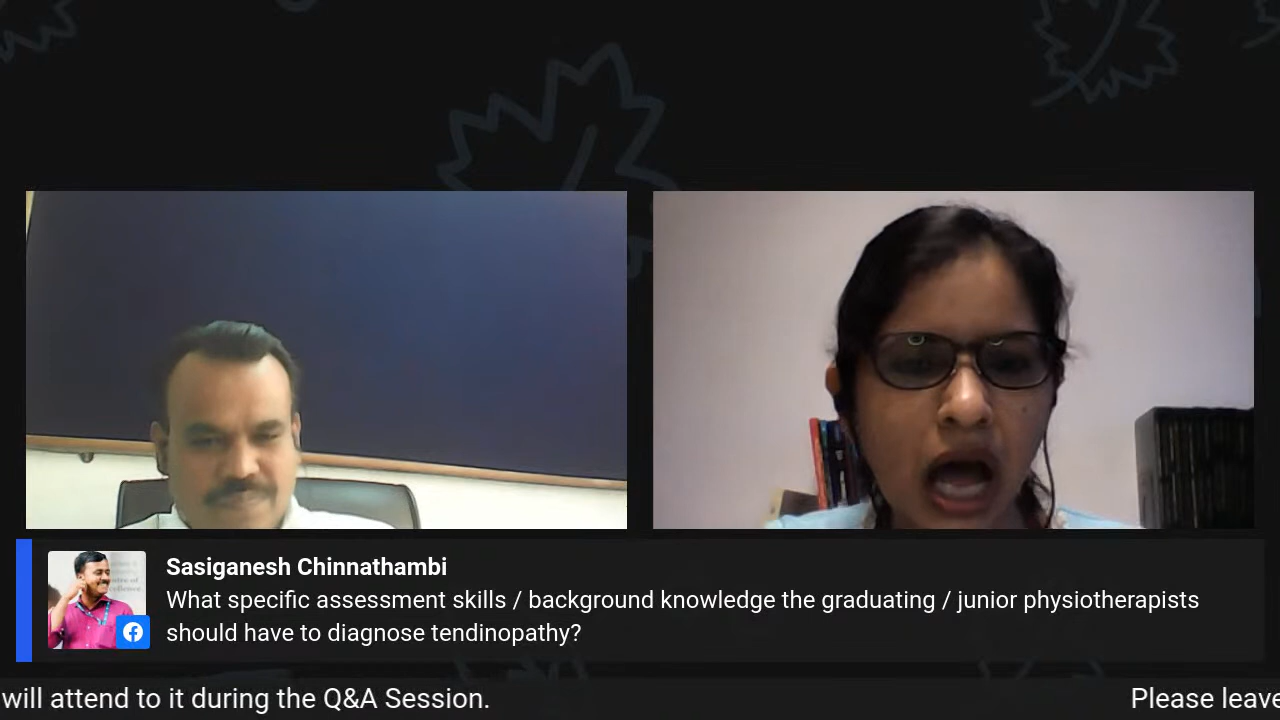 Sasiganesh Chinnathambi
What specific assessment skills / background knowledge the graduating / junior physiotherapists
should have to diagnose tendinopathy?
will attend to it during the Q&A Session.
Please leave